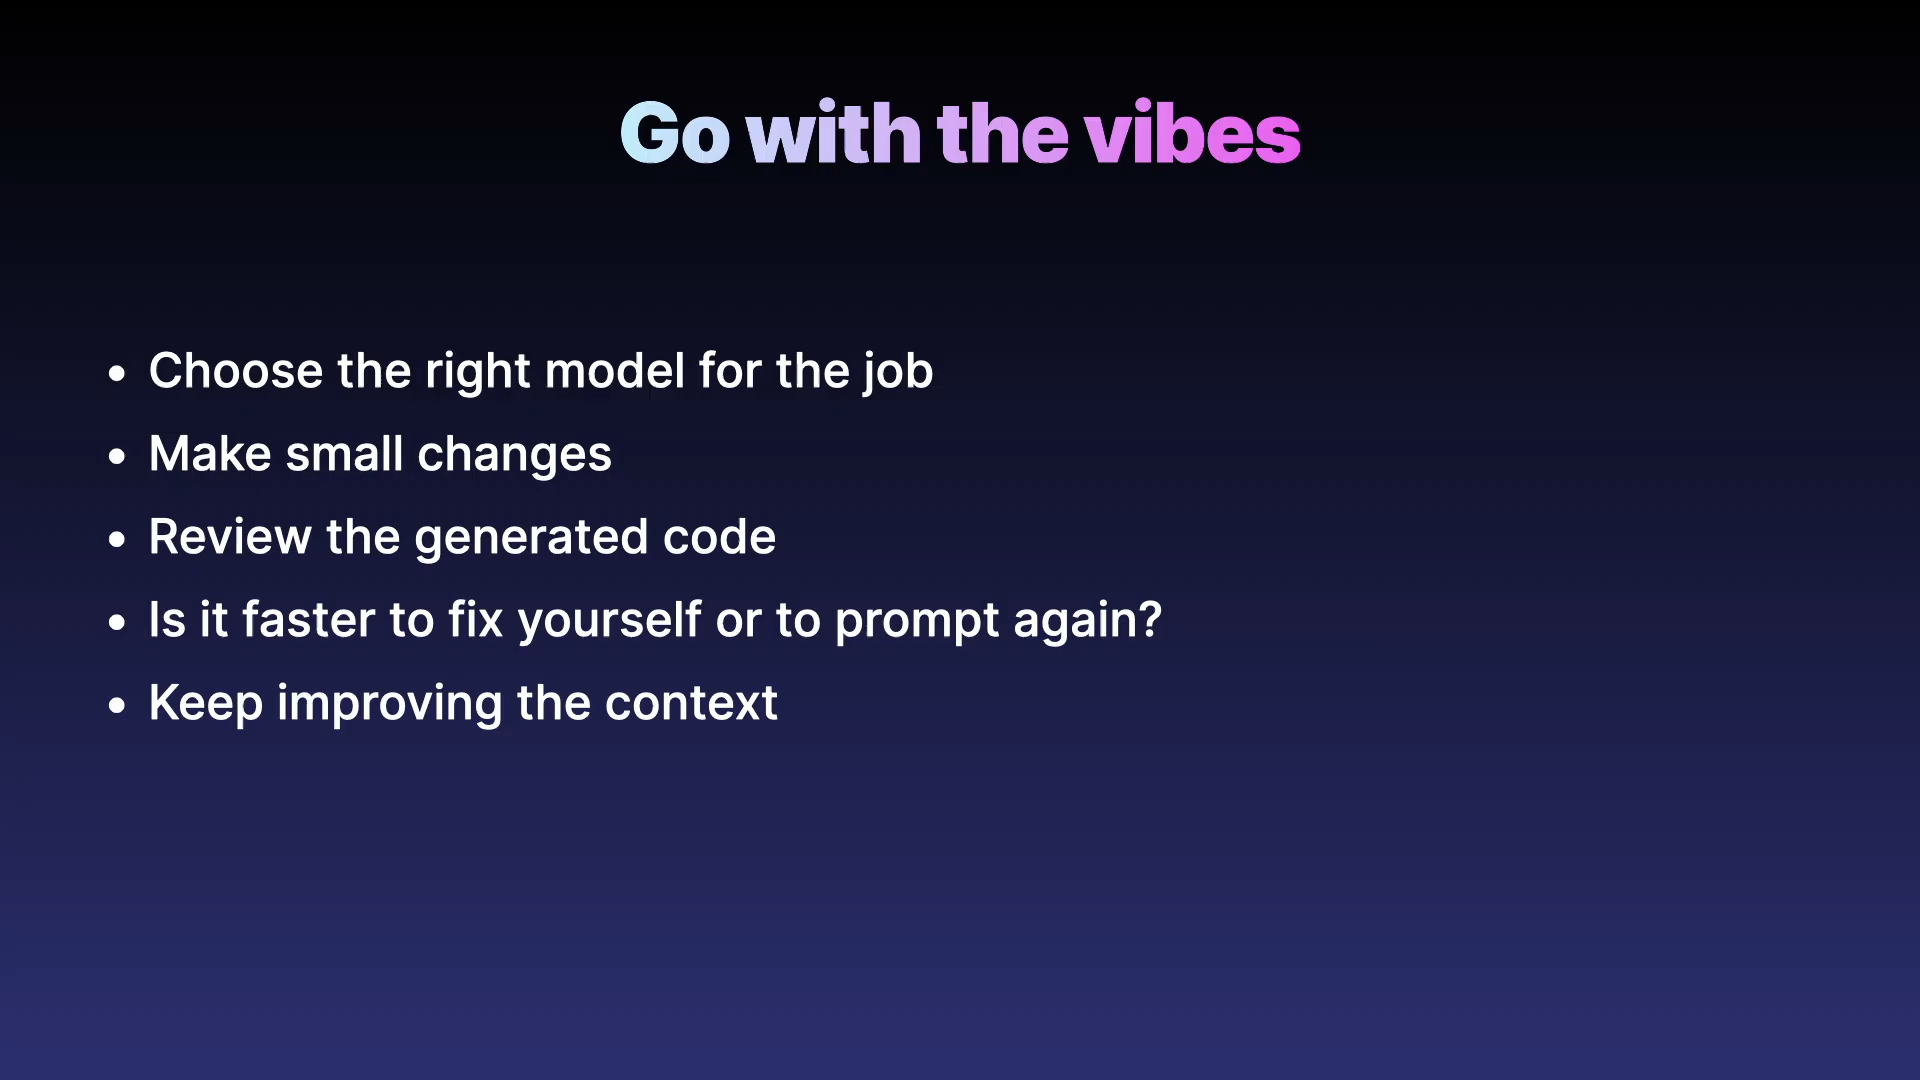 Go with the vibes
• Choose the right model for the job
• Make small changes
• Review the generated code
• Is it faster to fix yourself or to prompt again?
• Keep improving the context